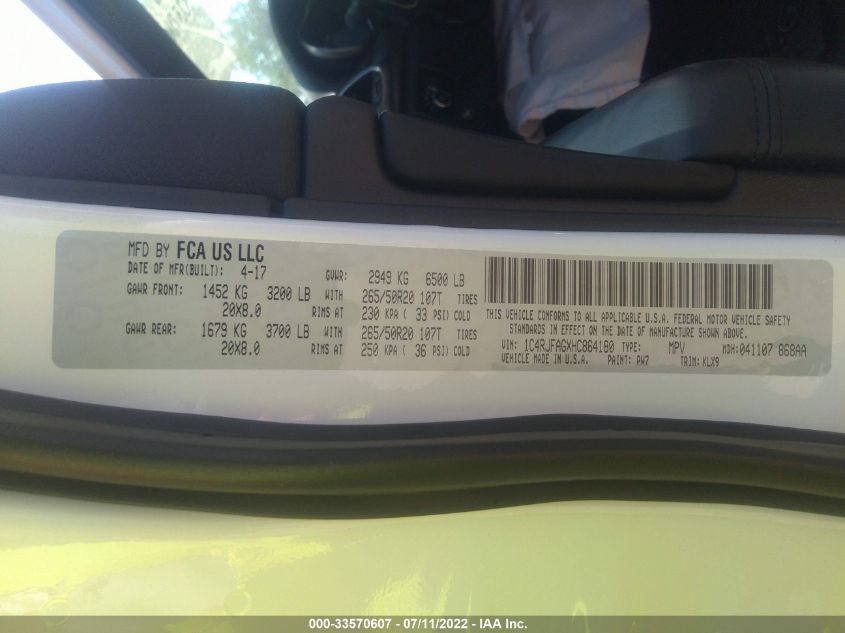 MFD BY FCA US LLC
DATE OF MFR(BUILT): 4-17 GVWR: 2949 KG 6500 LB
GAWR FRONT: 1452 KG 3200 LB WITH 265/50R20 107T TIRES
20X8.0 RIMS AT 230 KPA ( 33 PSI) COLD
GAWR REAR: 1679 KG 3700 LB WITH 265/50R20 107T TIRES
20X8.0 RIMS AT 250 KPA ( 36 PSI) COLD
THIS VEHICLE CONFORMS TO ALL APPLICABLE U.S.A. FEDERAL MOTOR VEHICLE SAFETY
STANDARDS IN EFFECT ON THE DATE OF MANUFACTURE SHOWN ABOVE.
VIN: 1C4RJFAGXHC864180 TYPE: MPV MDH:041107 868AA
VEHICLE MADE IN U.S.A. PAINT: PW7 TRIM: KLX9
000-33570607 - 07/11/2022 - IAA Inc.